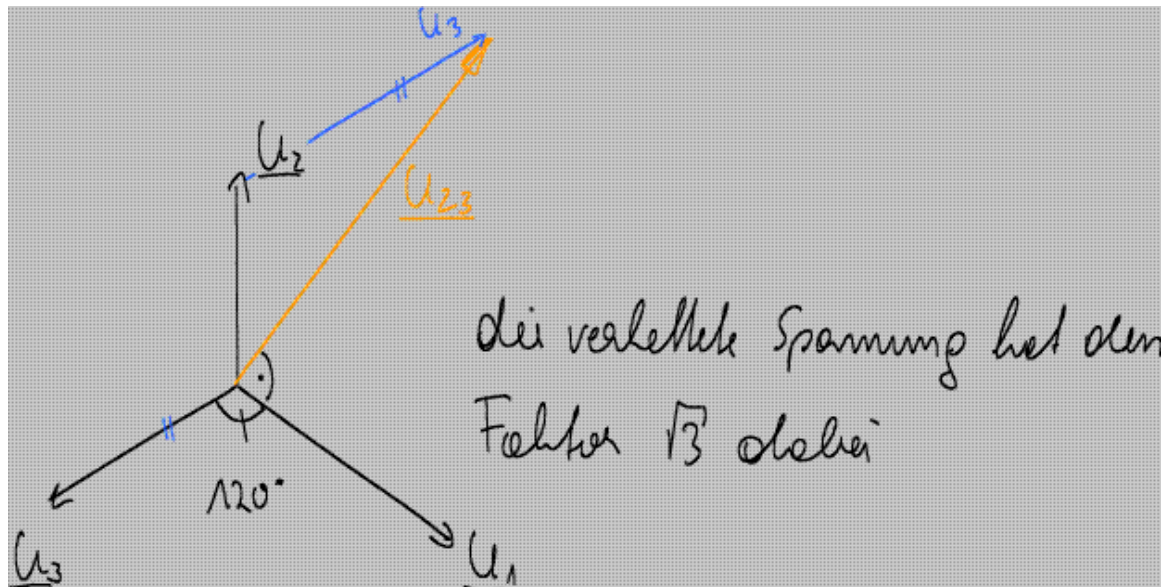 U3
U2
U23
die verkettete Spannung hat den
Faktor √3 dabei
120°
U3
U1